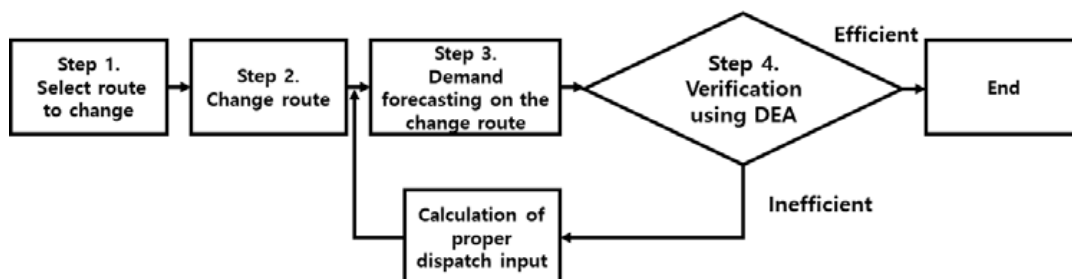 Step 1.
Select route
to change
Step 2.
Change route
Step 3.
Demand
forecasting on the
change route
Step 4.
Verification
using DEA
Efficient
End
Inefficient
Calculation of
proper
dispatch input